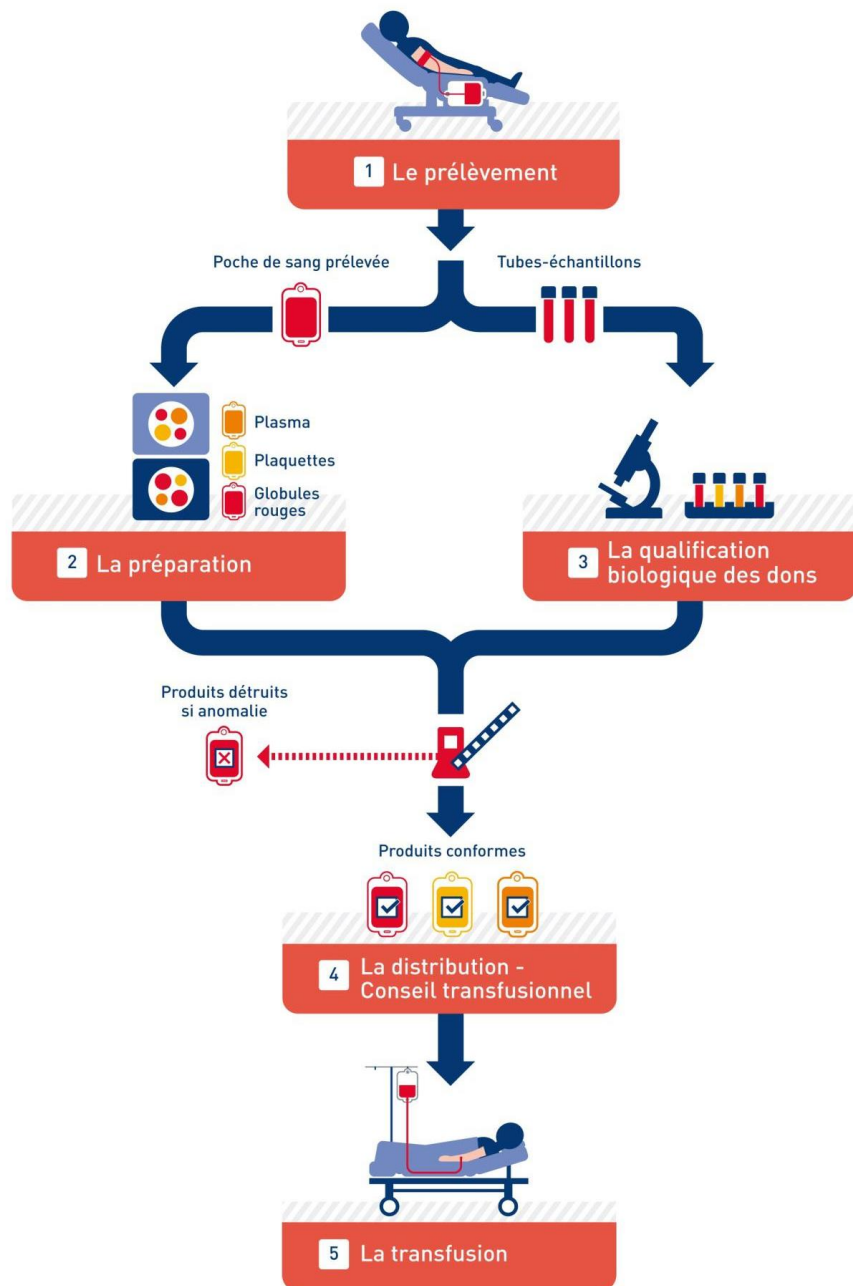 1 Le prélèvement
Poche de sang prélevée
Tubes-échantillons
Plasma
Plaquettes
Globules
rouges
2 La préparation
3 La qualification
biologique des dons
Produits détruits
si anomalie
Produits conformes
4 La distribution -
Conseil transfusionnel
5 La transfusion